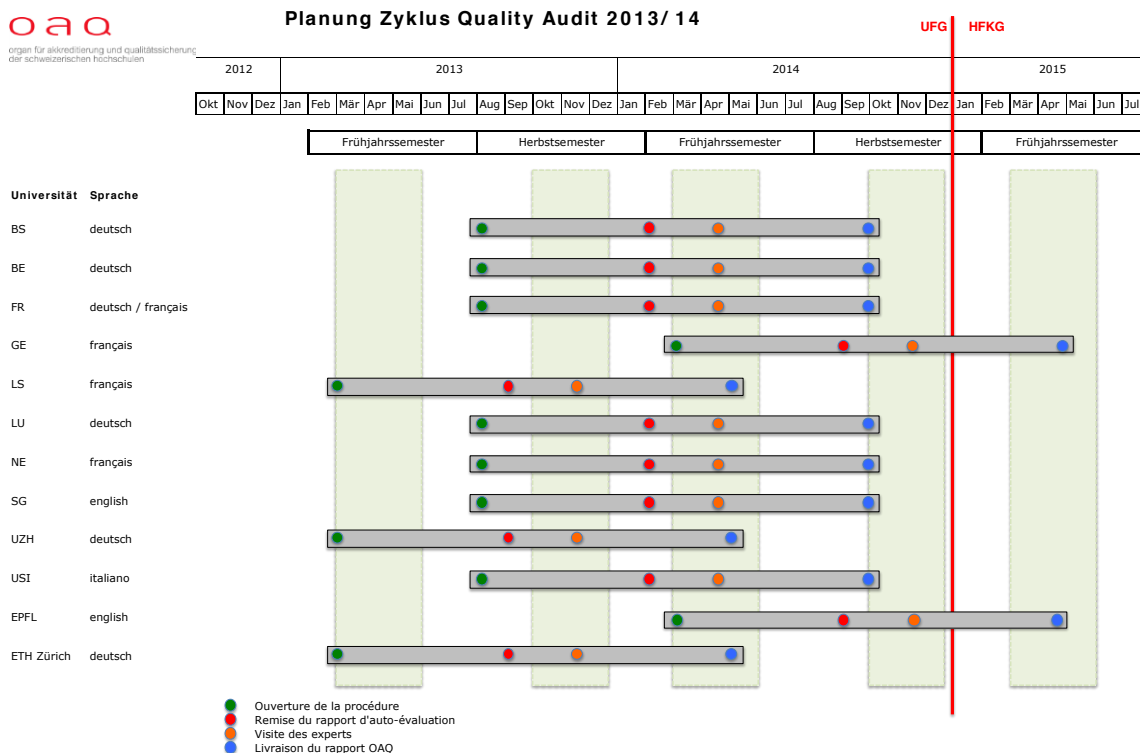 Planung Zyklus Quality Audit 2013/ 14
oaq
organ für akkreditierung und qualitätssicherung
der schweizerischen hochschulen
UFG HFKG
2012 2013 2014 2015
Okt Nov Dez Jan Feb Mär Apr Mai Jun Jul Aug Sep Okt Nov Dez Jan Feb Mär Apr Mai Jun Jul Aug Sep Okt Nov Dez Jan Feb Mär Apr Mai Jun Jul
Frühjahrssemester Herbstsemester Frühjahrssemester Herbstsemester Frühjahrssemester
Universität Sprache
BS deutsch
BE deutsch
FR deutsch / français
GE français
LS français
LU deutsch
NE français
SG english
UZH deutsch
USI italiano
EPFL english
ETH Zürich deutsch
Ouverture de la procédure
Remise du rapport d'auto-évaluation
Visite des experts
Livraison du rapport OAQ